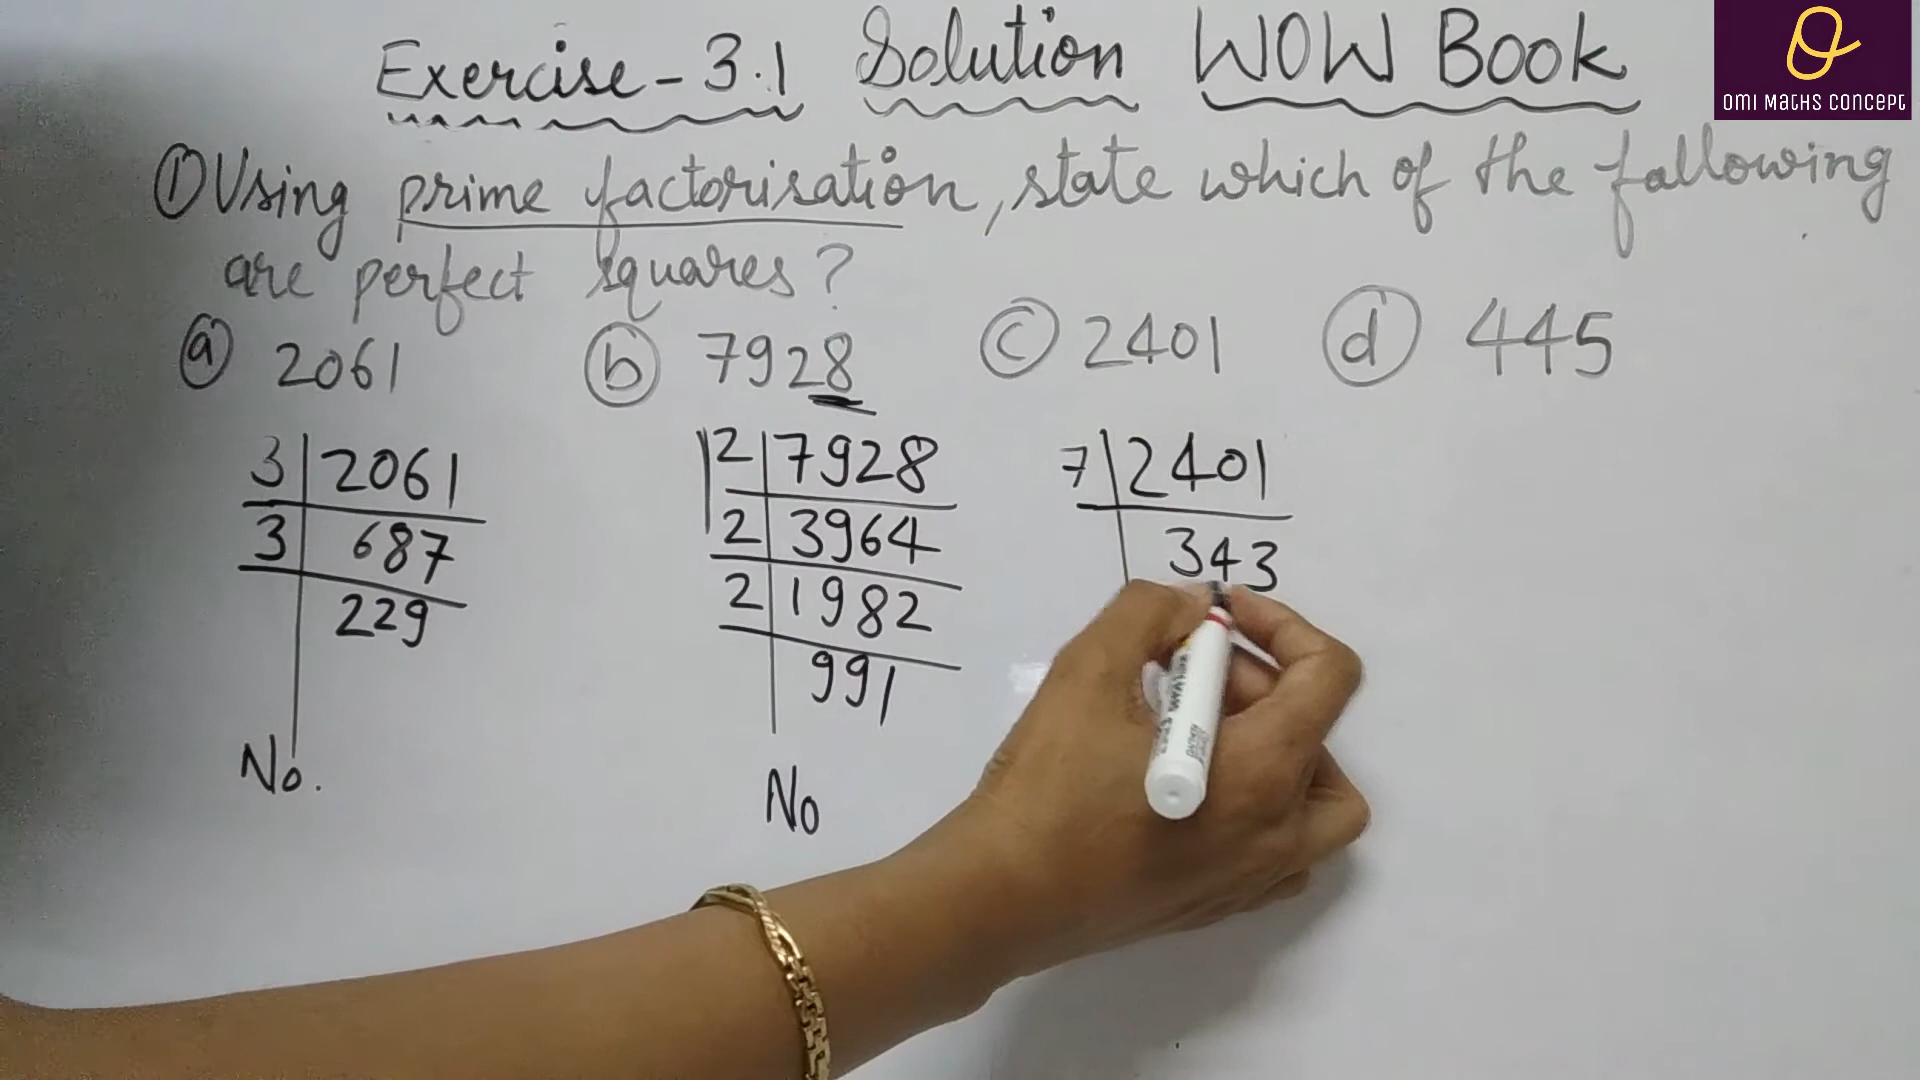 Exercise-3.1 Solution WOW Book
OMI MATHS CONCEPT
① Using prime factorisation, state which of the fallowing
are perfect squares?
ⓐ 2061 ⓑ 7928 ⓒ 2401 ⓓ 445
3 2061
3 687
229
No.
2 7928
2 3964
2 1982
991
No
7 2401
343